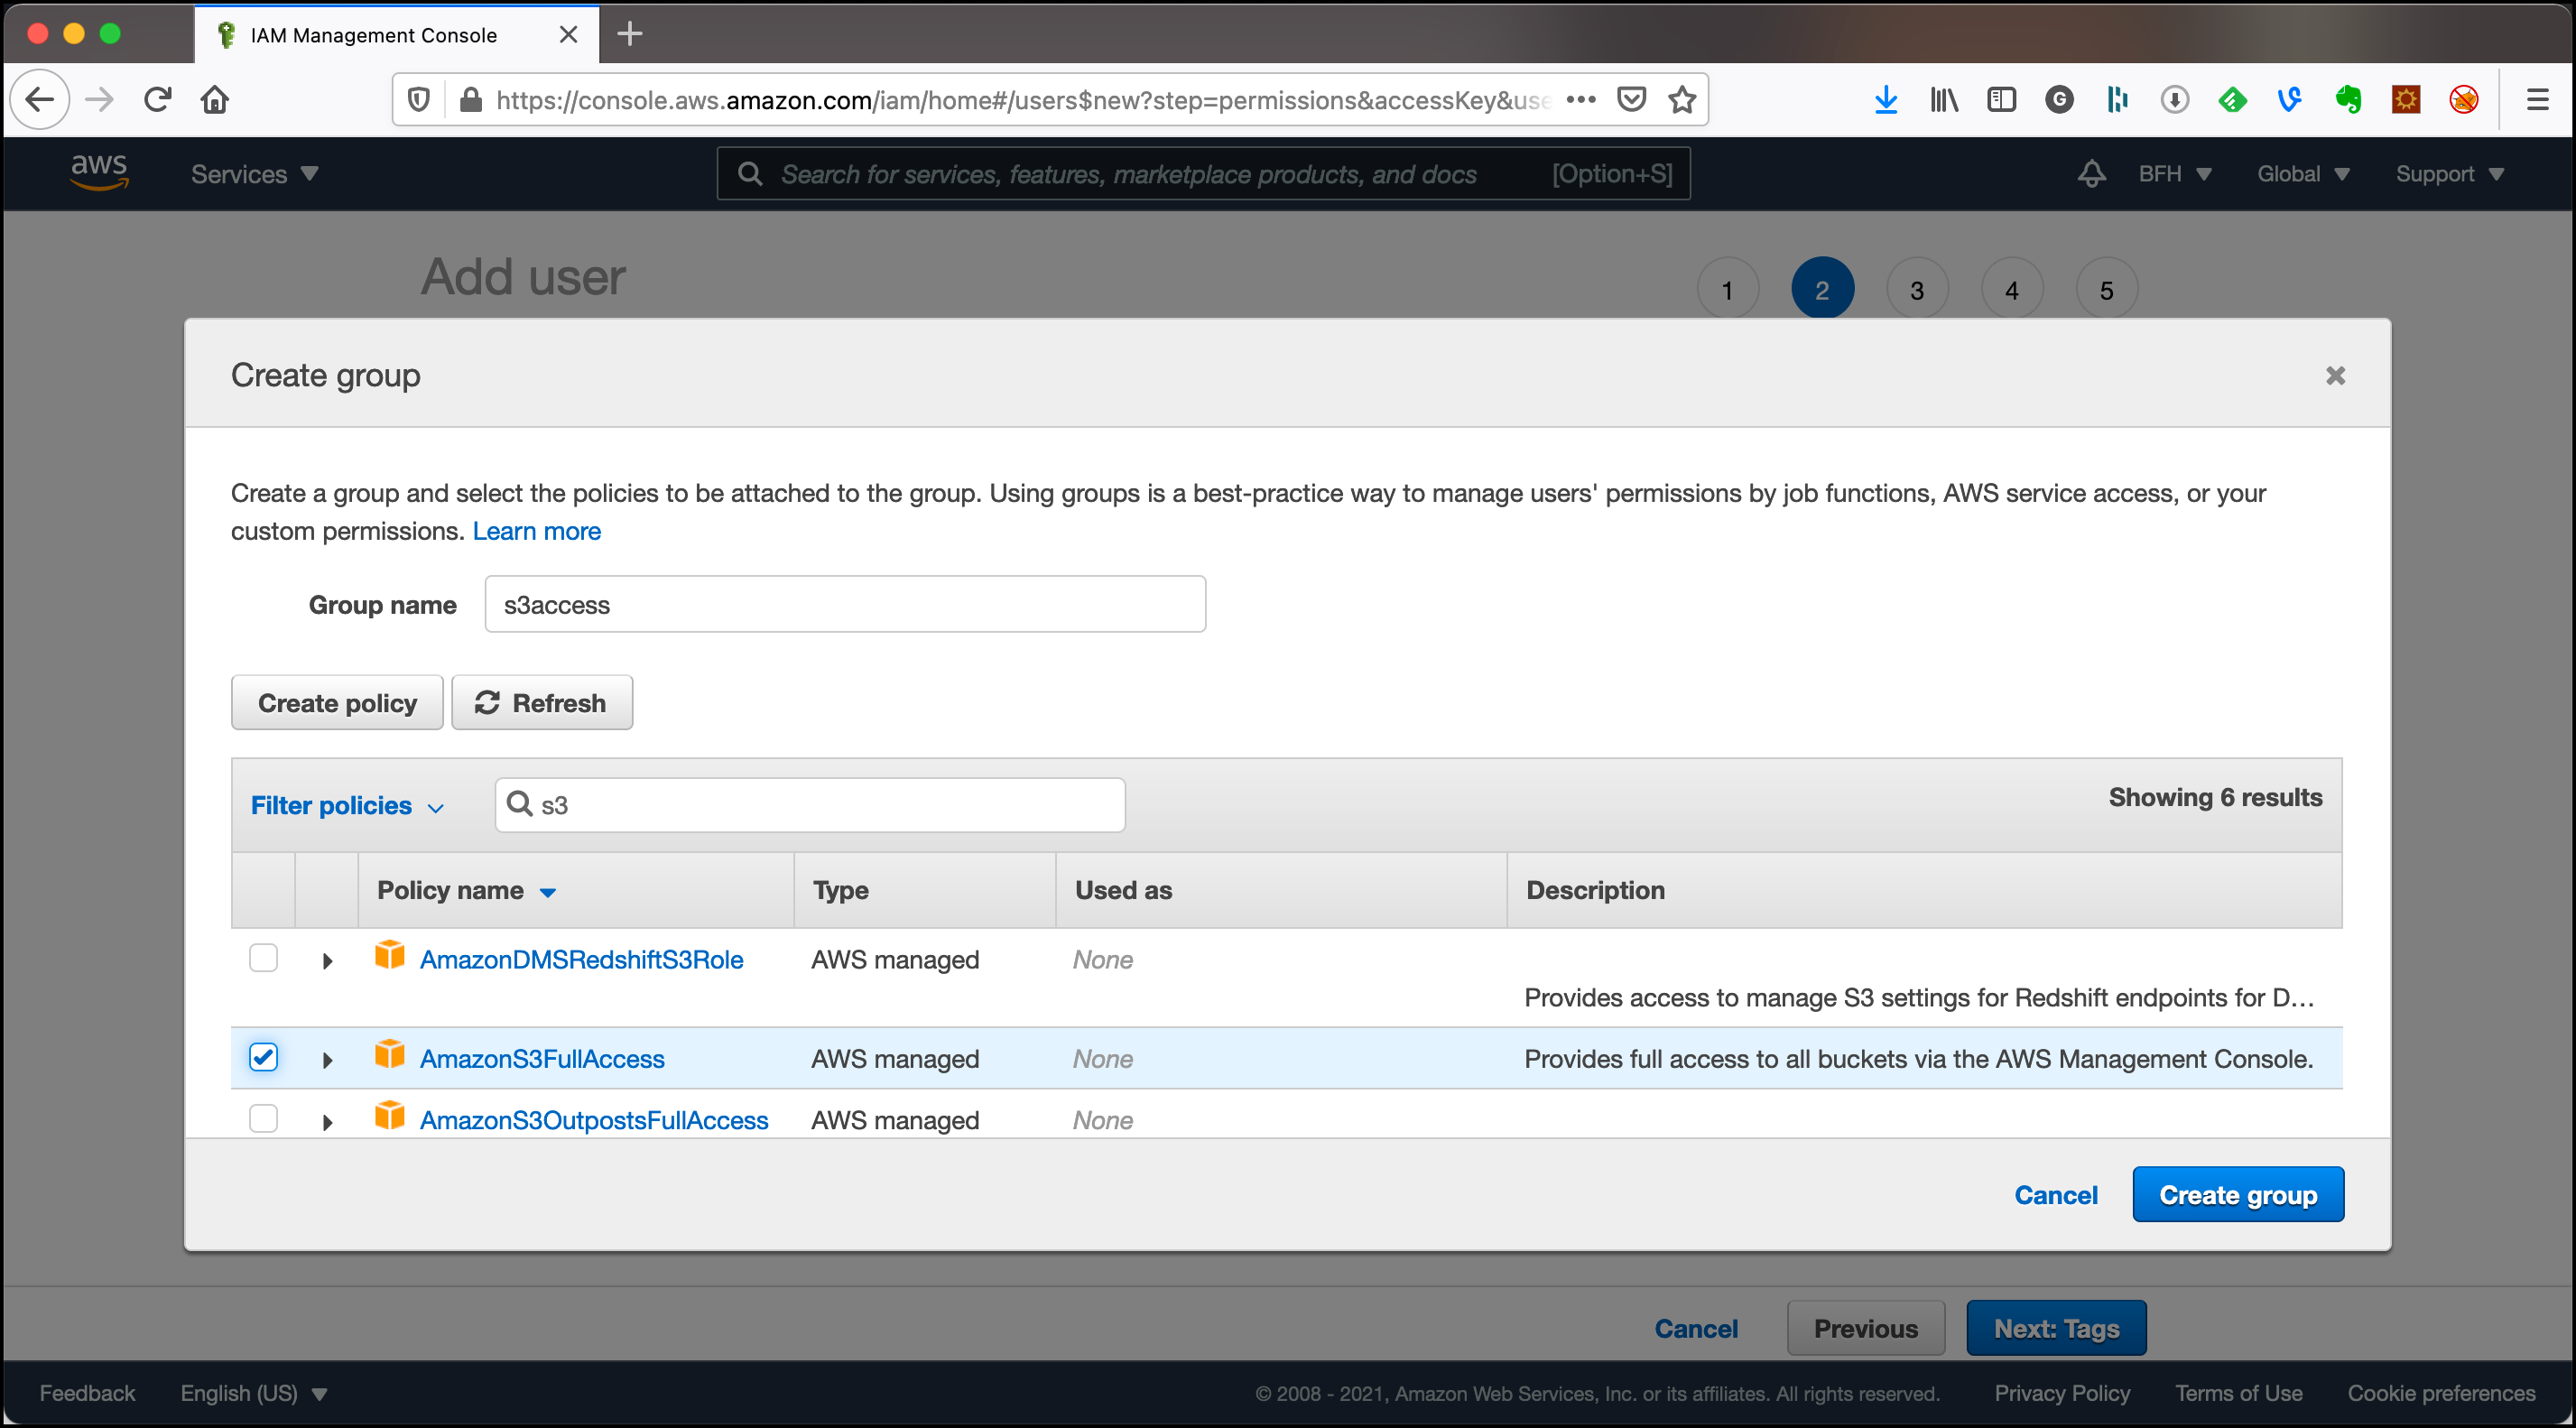 IAM Management Console
https://console.aws.amazon.com/iam/home#/users$new?step=permissions&accessKey&use
aws
Services
Search for services, features, marketplace products, and docs [Option+S]
BFH
Global
Support
Add user
1 2 3 4 5
Create group
Create a group and select the policies to be attached to the group. Using groups is a best-practice way to manage users' permissions by job functions, AWS service access, or your
custom permissions. Learn more
Group name s3access
Create policy Refresh
Filter policies s3 Showing 6 results
Policy name Type Used as Description
AmazonDMSRedshiftS3Role AWS managed None
Provides access to manage S3 settings for Redshift endpoints for D...
AmazonS3FullAccess AWS managed None Provides full access to all buckets via the AWS Management Console.
AmazonS3OutpostsFullAccess AWS managed None
Cancel Create group
Cancel Previous Next: Tags
Feedback English (US) © 2008 - 2021, Amazon Web Services, Inc. or its affiliates. All rights reserved. Privacy Policy Terms of Use Cookie preferences